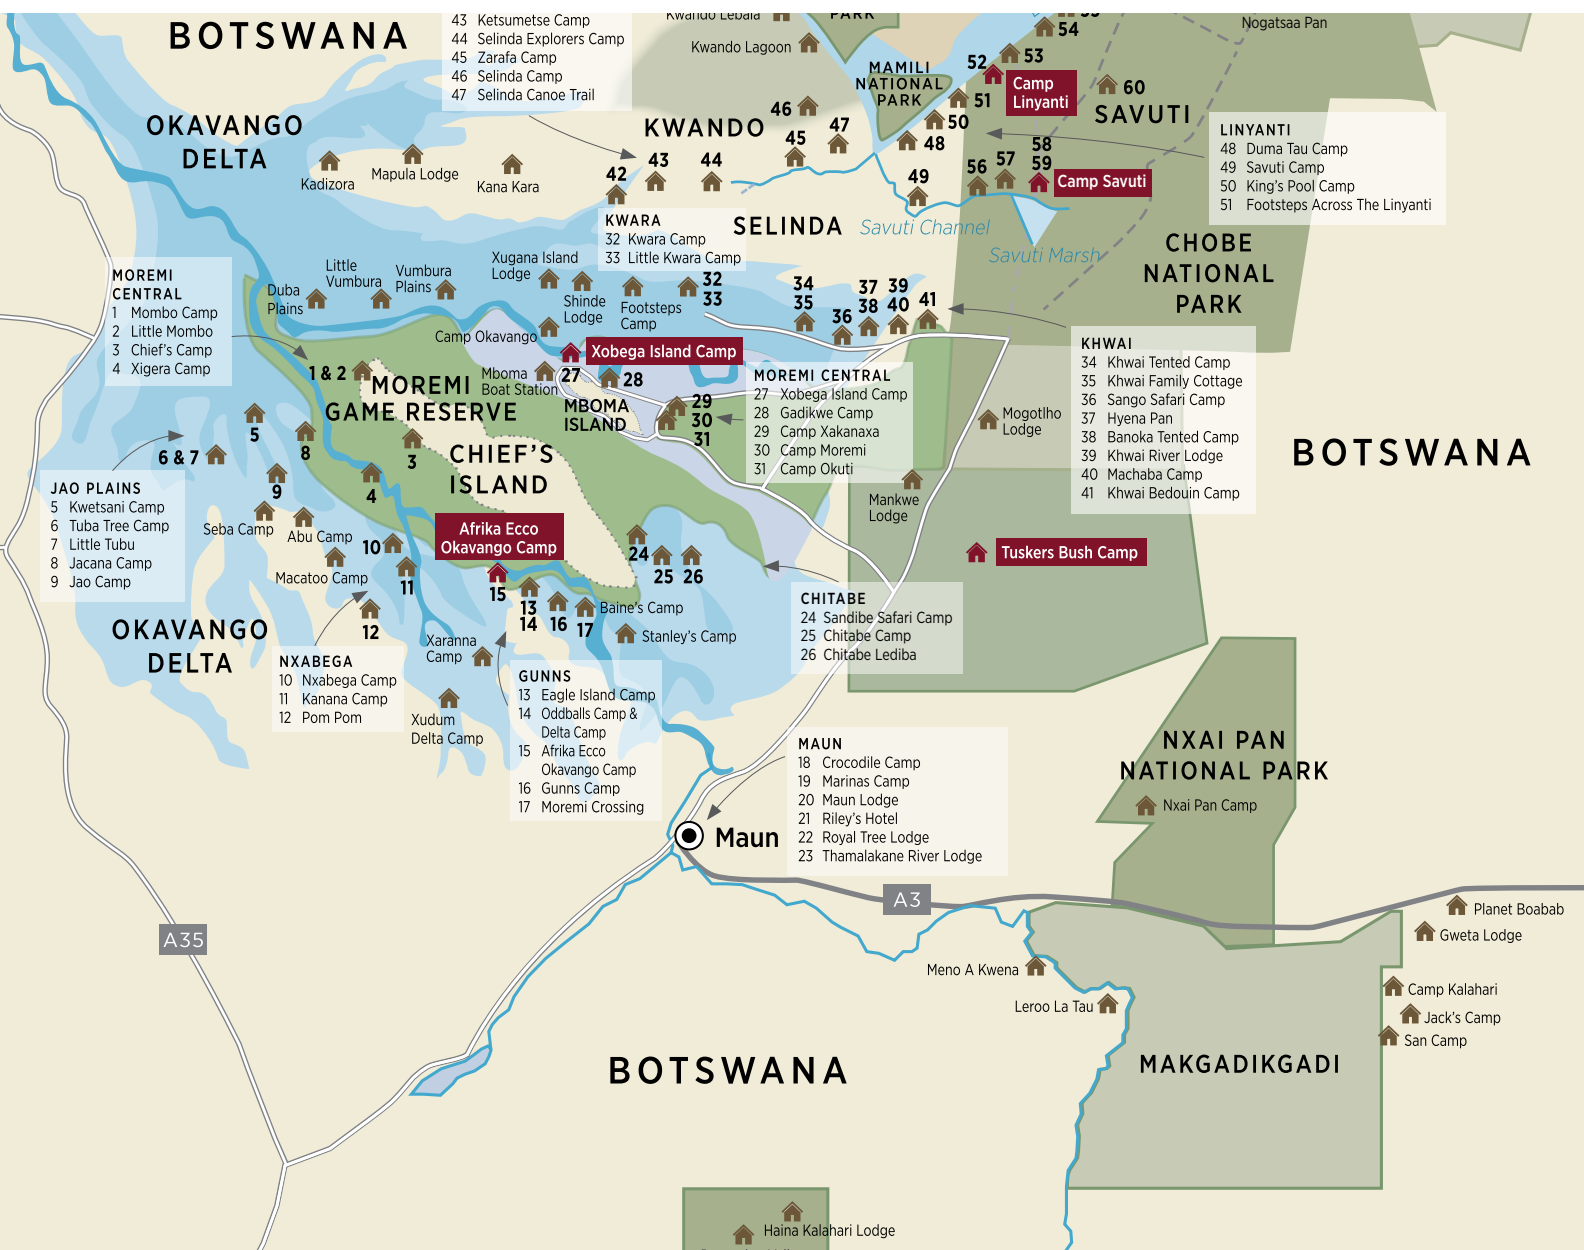 BOTSWANA
43 Ketsumetse Camp
44 Selinda Explorers Camp
45 Zarafa Camp
46 Selinda Camp
47 Selinda Canoe Trail
Kwando Lebala
PARK
Kwando Lagoon
54
Nogatsaa Pan
52
53
MAMILI
NATIONAL
PARK
Camp
Linyanti
51
60
SAVUTI
50
48
OKAVANGO
DELTA
KWANDO
46
45
47
43
44
42
49
56
57
58
59
Camp Savuti
LINYANTI
48 Duma Tau Camp
49 Savuti Camp
50 King's Pool Camp
51 Footsteps Across The Linyanti
Kadizora
Mapula Lodge
Kana Kara
KWARA
32 Kwara Camp
33 Little Kwara Camp
SELINDA
Savuti Channel
Savuti Marsh
CHOBE
NATIONAL
PARK
MOREMI
CENTRAL
1 Mombo Camp
2 Little Mombo
3 Chief's Camp
4 Xigera Camp
Duba
Plains
Little
Vumbura
Vumbura
Plains
Xugana Island
Lodge
Shinde
Lodge
Footsteps
Camp
32
33
34
35
36
37
38
39
40
41
Camp Okavango
Xobega Island Camp
KHWAI
34 Khwai Tented Camp
35 Khwai Family Cottage
36 Sango Safari Camp
37 Hyena Pan
38 Banoka Tented Camp
39 Khwai River Lodge
40 Machaba Camp
41 Khwai Bedouin Camp
1 & 2
MOREMI
GAME RESERVE
Mboma
Boat Station
27
28
MBOMA
ISLAND
29
30
31
MOREMI CENTRAL
27 Xobega Island Camp
28 Gadikwe Camp
29 Camp Xakanaxa
30 Camp Moremi
31 Camp Okuti
Mogotlho
Lodge
BOTSWANA
5
6 & 7
8
3
CHIEF'S
ISLAND
9
4
Mankwe
Lodge
JAO PLAINS
5 Kwetsani Camp
6 Tuba Tree Camp
7 Little Tubu
8 Jacana Camp
9 Jao Camp
Seba Camp
Abu Camp
Macatoo Camp
10
11
12
Afrika Ecco
Okavango Camp
15
13
14
16
17
24
25
26
Tuskers Bush Camp
Baine's Camp
Stanley's Camp
CHITABE
24 Sandibe Safari Camp
25 Chitabe Camp
26 Chitabe Lediba
OKAVANGO
DELTA
Xaranna
Camp
NXABEGA
10 Nxabega Camp
11 Kanana Camp
12 Pom Pom
Xudum
Delta Camp
GUNNS
13 Eagle Island Camp
14 Oddballs Camp &
Delta Camp
15 Afrika Ecco
Okavango Camp
16 Gunns Camp
17 Moremi Crossing
MAUN
18 Crocodile Camp
19 Marinas Camp
20 Maun Lodge
21 Riley's Hotel
22 Royal Tree Lodge
23 Thamalakane River Lodge
NXAI PAN
NATIONAL PARK
Nxai Pan Camp
Maun
A3
A35
Planet Boabab
Gweta Lodge
Meno A Kwena
Leroo La Tau
Camp Kalahari
Jack's Camp
San Camp
BOTSWANA
MAKGADIKGADI
Haina Kalahari Lodge